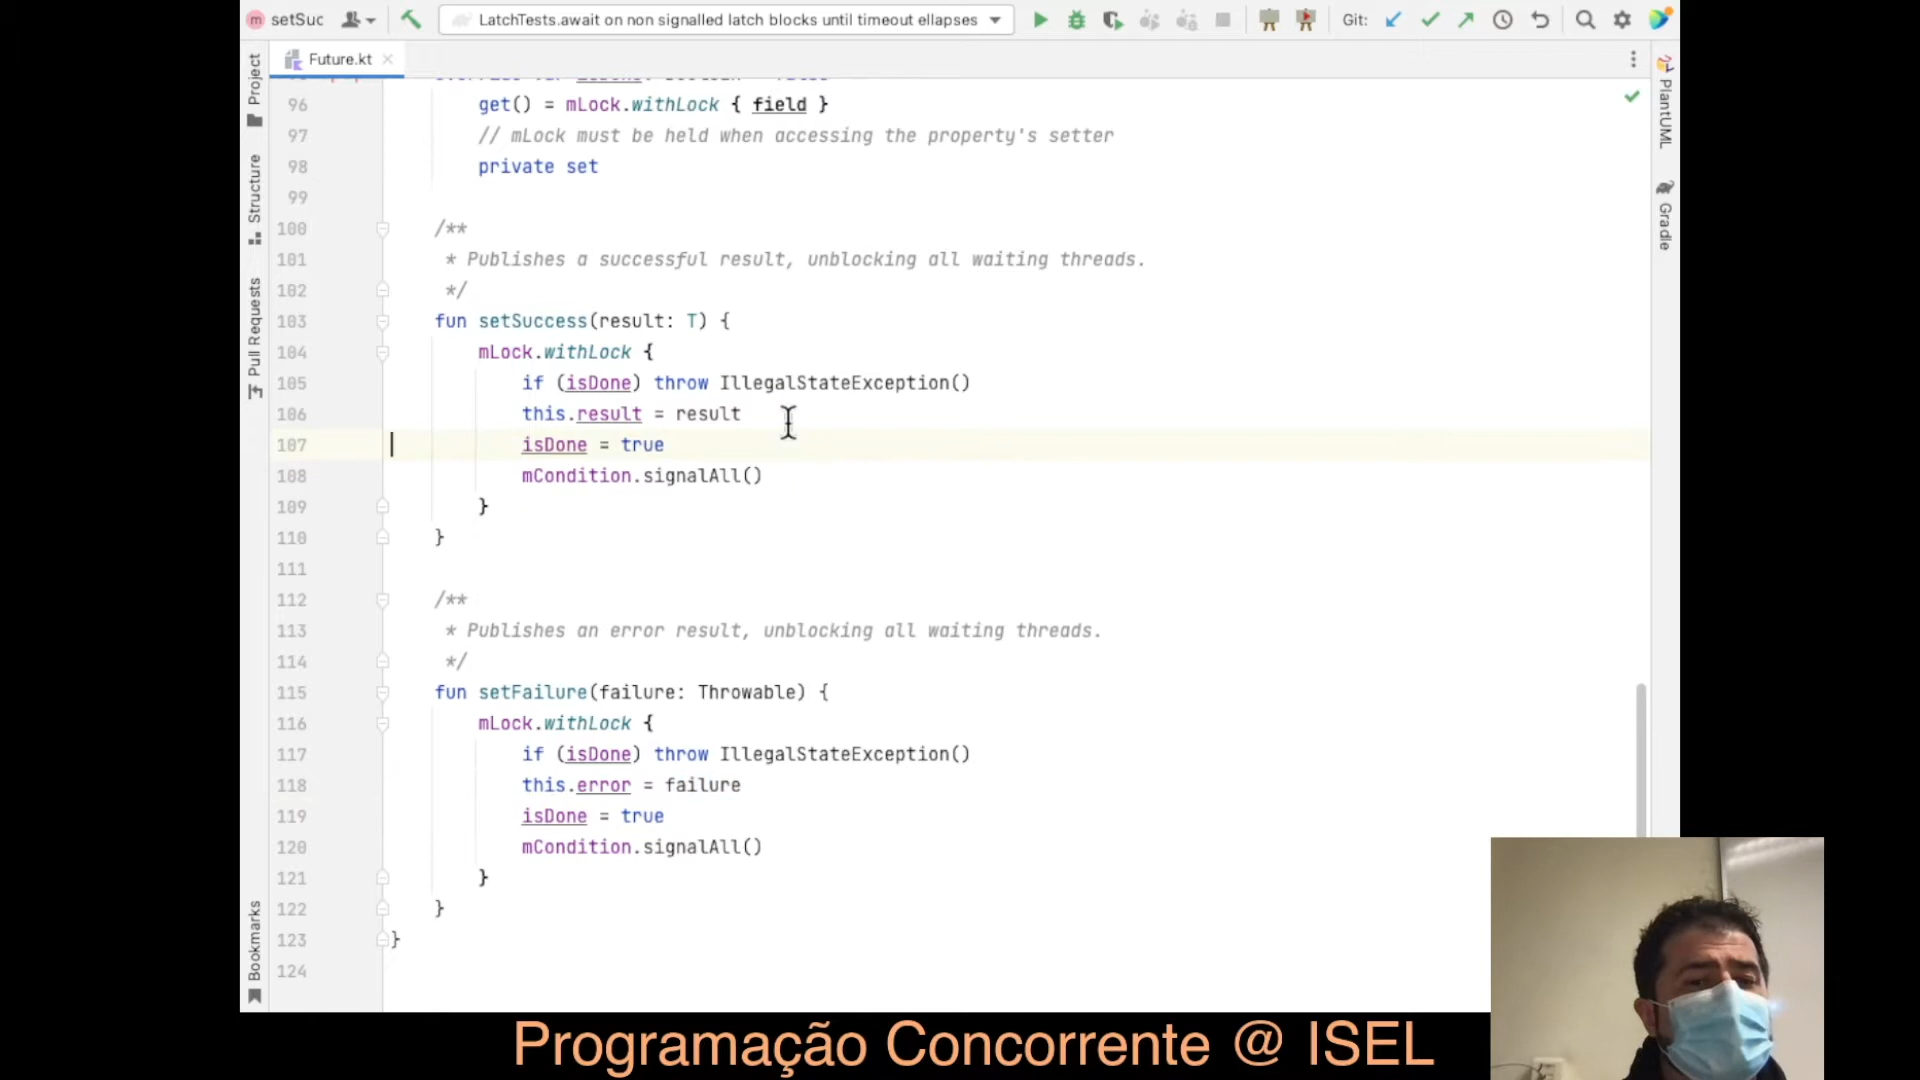 setSuc
LatchTests.await on non signalled latch blocks until timeout ellapses
Git:
Future.kt
Project
Structure
Pull Requests
Bookmarks
PlantUML
Gradle
96 get() = mLock.withLock { field }
97 // mLock must be held when accessing the property's setter
98 private set
99
100 /**
101 * Publishes a successful result, unblocking all waiting threads.
102 */
103 fun setSuccess(result: T) {
104 mLock.withLock {
105 if (isDone) throw IllegalStateException()
106 this.result = result
107 isDone = true
108 mCondition.signalAll()
109 }
110 }
111
112 /**
113 * Publishes an error result, unblocking all waiting threads.
114 */
115 fun setFailure(failure: Throwable) {
116 mLock.withLock {
117 if (isDone) throw IllegalStateException()
118 this.error = failure
119 isDone = true
120 mCondition.signalAll()
121 }
122 }
123 }
124
Programação Concorrente @ ISEL